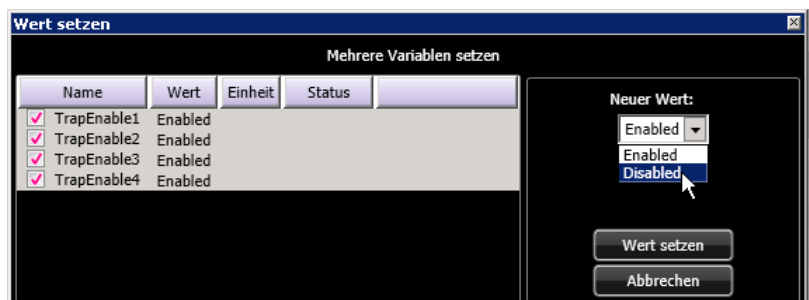 Wert setzen
Mehrere Variablen setzen
Name Wert Einheit Status
TrapEnable1 Enabled
TrapEnable2 Enabled
TrapEnable3 Enabled
TrapEnable4 Enabled
Neuer Wert:
Enabled
Enabled
Disabled
Wert setzen
Abbrechen